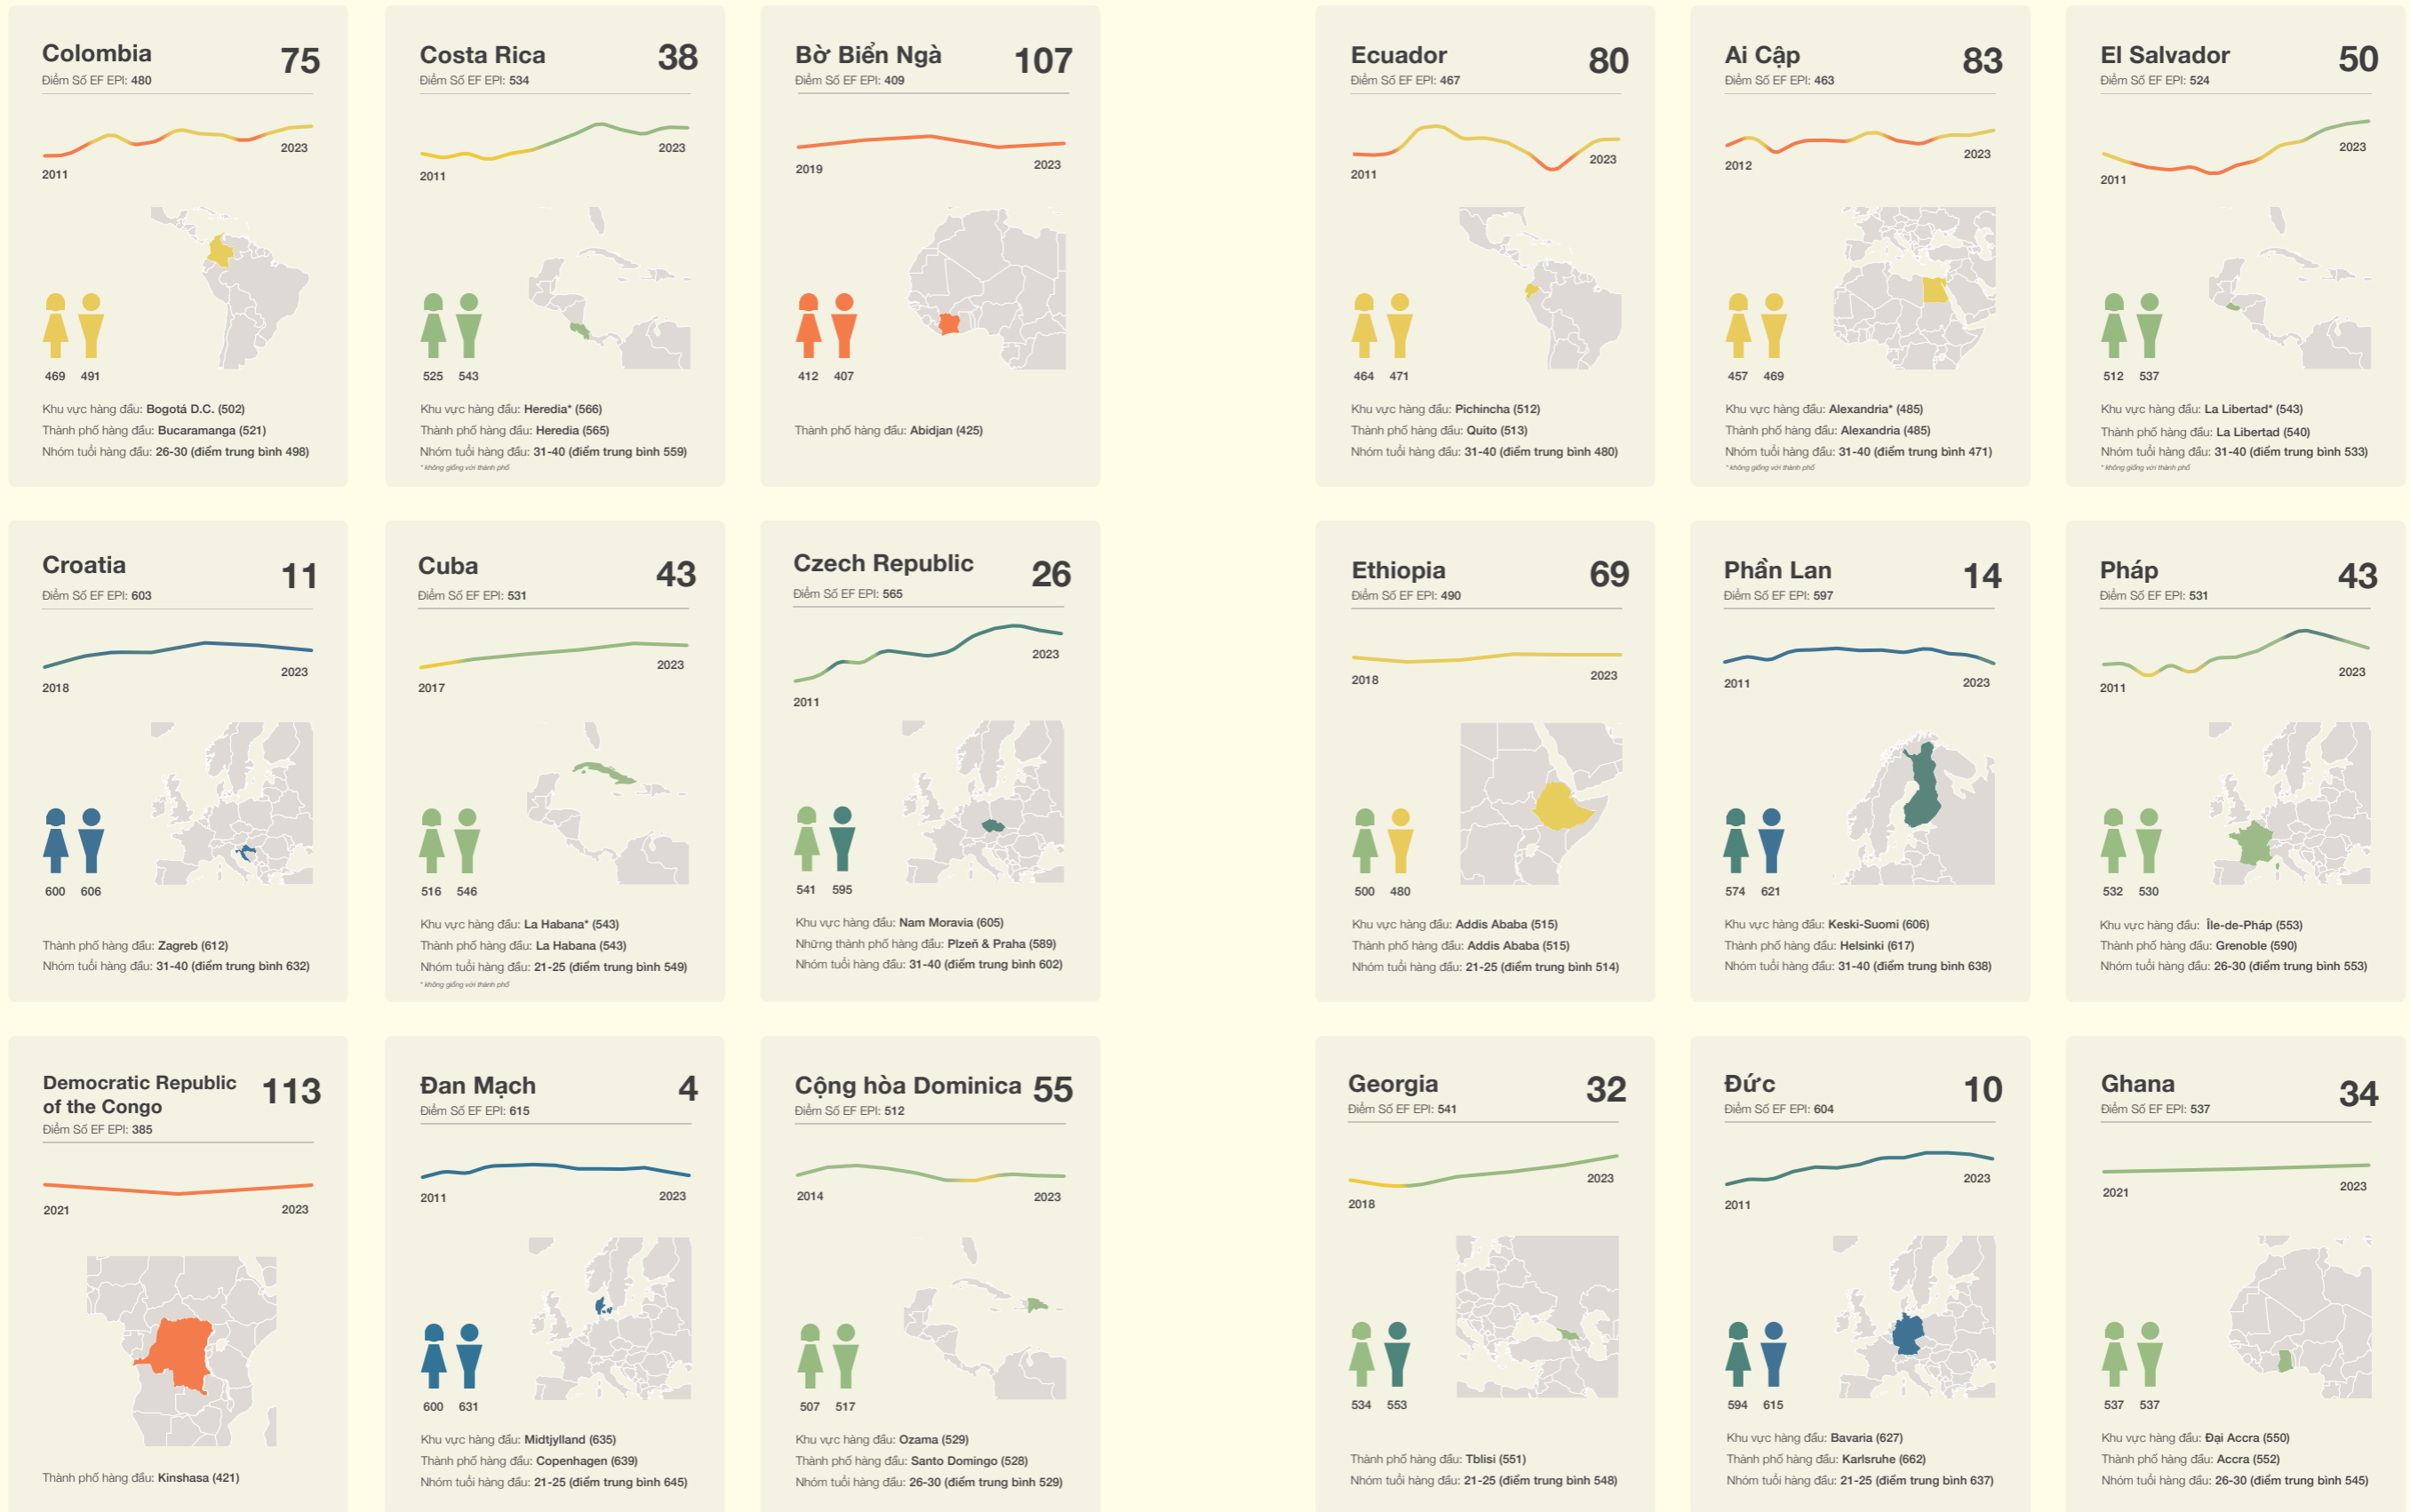 Colombia
75
Điểm Số EF EPI: 480
2011
2023
469 491
Khu vực hàng đầu: Bogotá D.C. (502)
Thành phố hàng đầu: Bucaramanga (521)
Nhóm tuổi hàng đầu: 26-30 (điểm trung bình 498)
Costa Rica
38
Điểm Số EF EPI: 534
2011
2023
525 543
Khu vực hàng đầu: Heredia* (566)
Thành phố hàng đầu: Heredia (565)
Nhóm tuổi hàng đầu: 31-40 (điểm trung bình 559)
* không giống với thành phố
Bờ Biển Ngà
107
Điểm Số EF EPI: 409
2019
2023
412 407
Thành phố hàng đầu: Abidjan (425)
Ecuador
80
Điểm Số EF EPI: 467
2011
2023
464 471
Khu vực hàng đầu: Pichincha (512)
Thành phố hàng đầu: Quito (513)
Nhóm tuổi hàng đầu: 31-40 (điểm trung bình 480)
Ai Cập
83
Điểm Số EF EPI: 463
2012
2023
457 469
Khu vực hàng đầu: Alexandria* (485)
Thành phố hàng đầu: Alexandria (485)
Nhóm tuổi hàng đầu: 31-40 (điểm trung bình 471)
* không giống với thành phố
El Salvador
50
Điểm Số EF EPI: 524
2011
2023
512 537
Khu vực hàng đầu: La Libertad* (543)
Thành phố hàng đầu: La Libertad (540)
Nhóm tuổi hàng đầu: 31-40 (điểm trung bình 533)
* không giống với thành phố
Croatia
11
Điểm Số EF EPI: 603
2018
2023
600 606
Thành phố hàng đầu: Zagreb (612)
Nhóm tuổi hàng đầu: 31-40 (điểm trung bình 632)
Cuba
43
Điểm Số EF EPI: 531
2017
2023
516 546
Khu vực hàng đầu: La Habana* (543)
Thành phố hàng đầu: La Habana (543)
Nhóm tuổi hàng đầu: 21-25 (điểm trung bình 549)
* không giống với thành phố
Czech Republic
26
Điểm Số EF EPI: 565
2011
2023
541 595
Khu vực hàng đầu: Nam Moravia (605)
Những thành phố hàng đầu: Plzeň & Praha (589)
Nhóm tuổi hàng đầu: 31-40 (điểm trung bình 602)
Ethiopia
69
Điểm Số EF EPI: 490
2018
2023
500 480
Khu vực hàng đầu: Addis Ababa (515)
Thành phố hàng đầu: Addis Ababa (515)
Nhóm tuổi hàng đầu: 21-25 (điểm trung bình 514)
Phần Lan
14
Điểm Số EF EPI: 597
2011
2023
574 621
Khu vực hàng đầu: Keski-Suomi (606)
Thành phố hàng đầu: Helsinki (617)
Nhóm tuổi hàng đầu: 31-40 (điểm trung bình 638)
Pháp
43
Điểm Số EF EPI: 531
2011
2023
532 530
Khu vực hàng đầu: Île-de-Pháp (553)
Thành phố hàng đầu: Grenoble (590)
Nhóm tuổi hàng đầu: 26-30 (điểm trung bình 553)
Democratic Republic
of the Congo
113
Điểm Số EF EPI: 385
2021
2023
Thành phố hàng đầu: Kinshasa (421)
Đan Mạch
4
Điểm Số EF EPI: 615
2011
2023
600 631
Khu vực hàng đầu: Midtjylland (635)
Thành phố hàng đầu: Copenhagen (639)
Nhóm tuổi hàng đầu: 21-25 (điểm trung bình 645)
Cộng hòa Dominica
55
Điểm Số EF EPI: 512
2014
2023
507 517
Khu vực hàng đầu: Ozama (529)
Thành phố hàng đầu: Santo Domingo (528)
Nhóm tuổi hàng đầu: 26-30 (điểm trung bình 529)
Georgia
32
Điểm Số EF EPI: 541
2018
2023
534 553
Thành phố hàng đầu: Tblisi (551)
Nhóm tuổi hàng đầu: 21-25 (điểm trung bình 548)
Đức
10
Điểm Số EF EPI: 604
2011
2023
594 615
Khu vực hàng đầu: Bavaria (627)
Thành phố hàng đầu: Karlsruhe (662)
Nhóm tuổi hàng đầu: 21-25 (điểm trung bình 637)
Ghana
34
Điểm Số EF EPI: 537
2021
2023
537 537
Khu vực hàng đầu: Đại Accra (550)
Thành phố hàng đầu: Accra (552)
Nhóm tuổi hàng đầu: 26-30 (điểm trung bình 545)